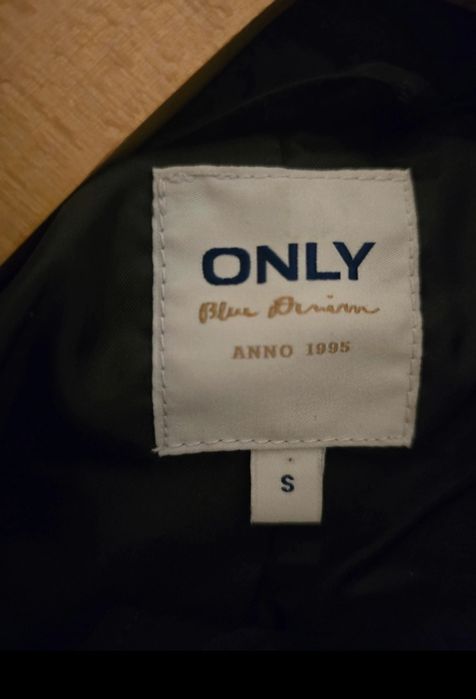 ONLY
Blue Denim
ANNO 1995
S